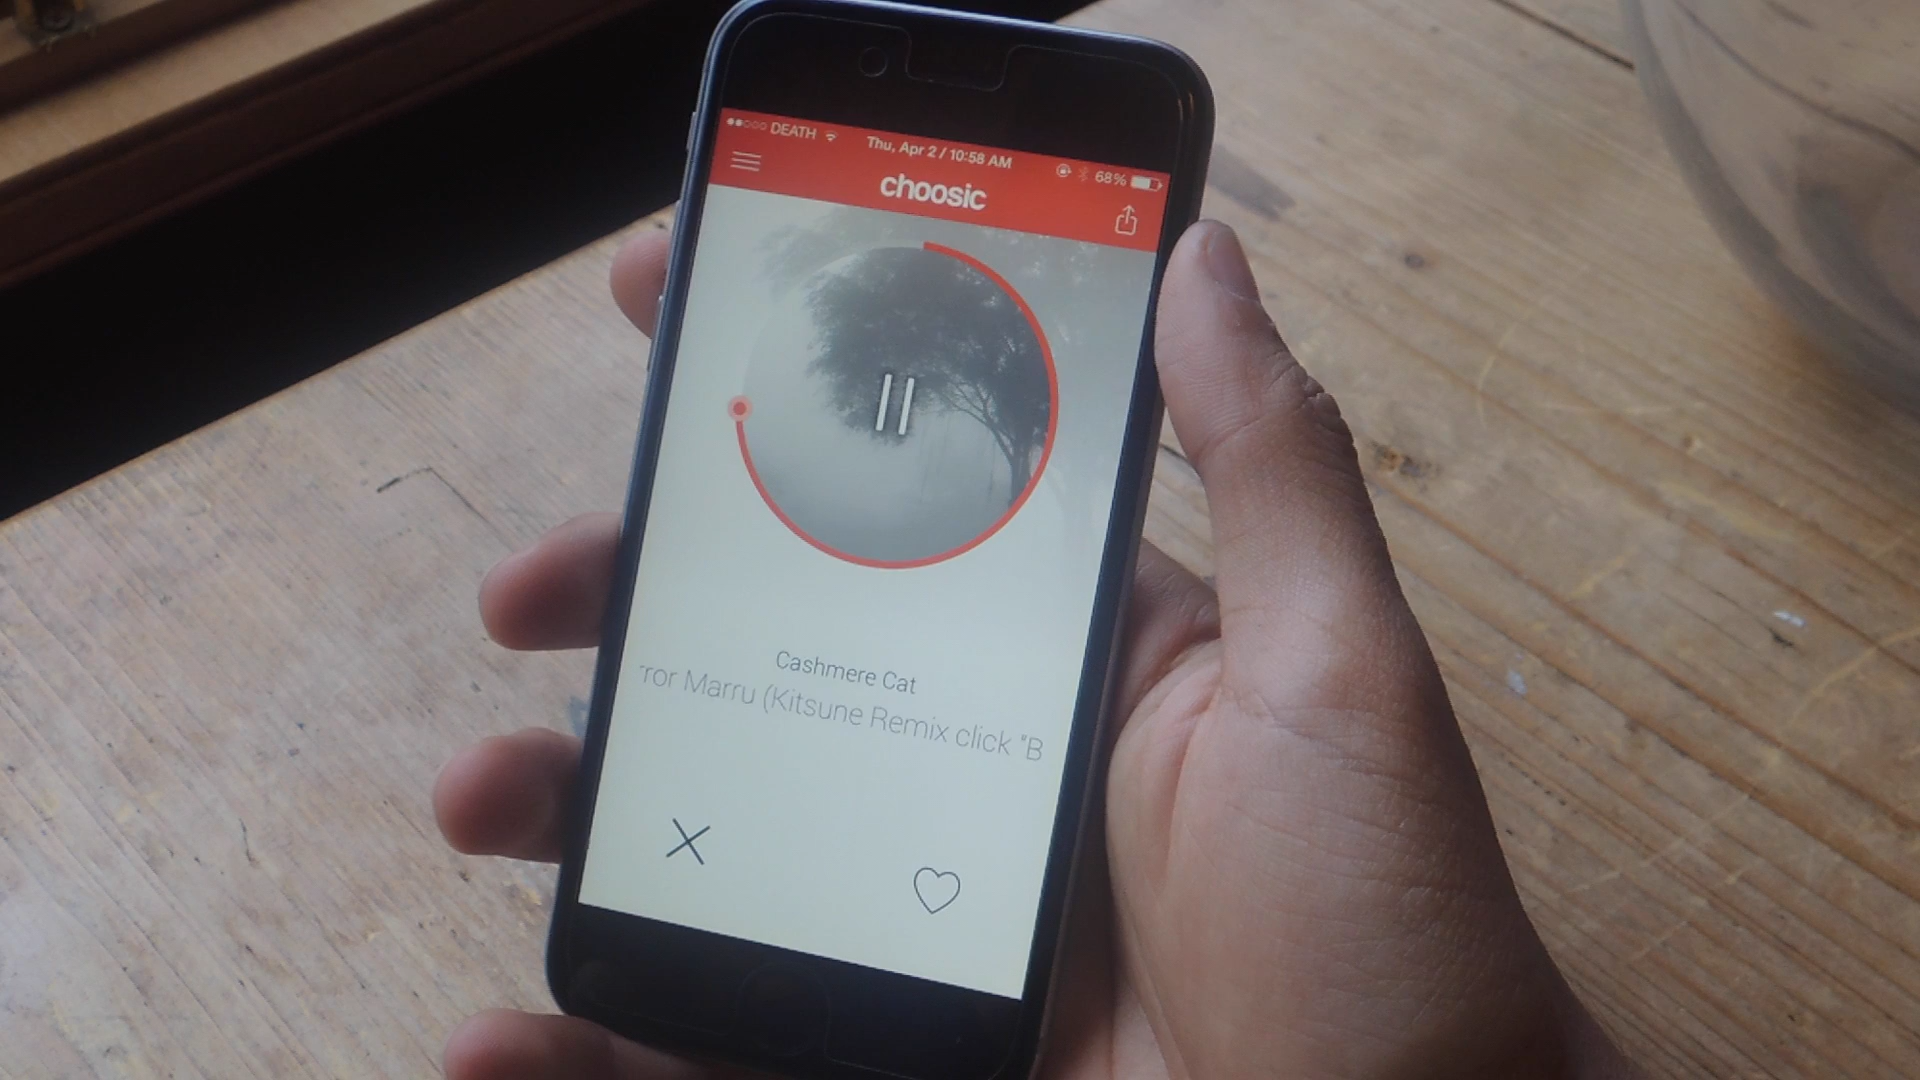 DEATH Thu, Apr 2 / 10:58 AM 68%
choosic
Cashmere Cat
ror Marru (Kitsune Remix click "B